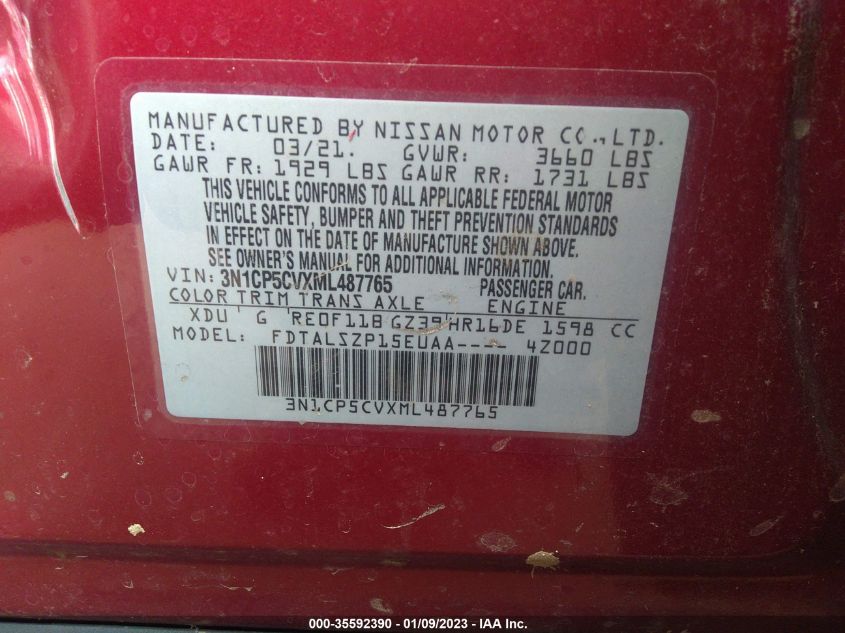 MANUFACTURED BY NISSAN MOTOR CO., LTD.
DATE: 03/21. GVWR: 3660 LBS
GAWR FR: 1929 LBS GAWR RR: 1731 LBS
THIS VEHICLE CONFORMS TO ALL APPLICABLE FEDERAL MOTOR
VEHICLE SAFETY, BUMPER AND THEFT PREVENTION STANDARDS
IN EFFECT ON THE DATE OF MANUFACTURE SHOWN ABOVE.
SEE OWNER'S MANUAL FOR ADDITIONAL INFORMATION.
VIN: 3N1CP5CVXML487765 PASSENGER CAR.
COLOR TRIM TRANS AXLE ENGINE
XDU G RE0F11B GZ39 HR16DE 1598 CC
MODEL: FDTALSZP15EUAA---- 4Z000
3N1CP5CVXML487765
000-35592390 - 01/09/2023 - IAA Inc.